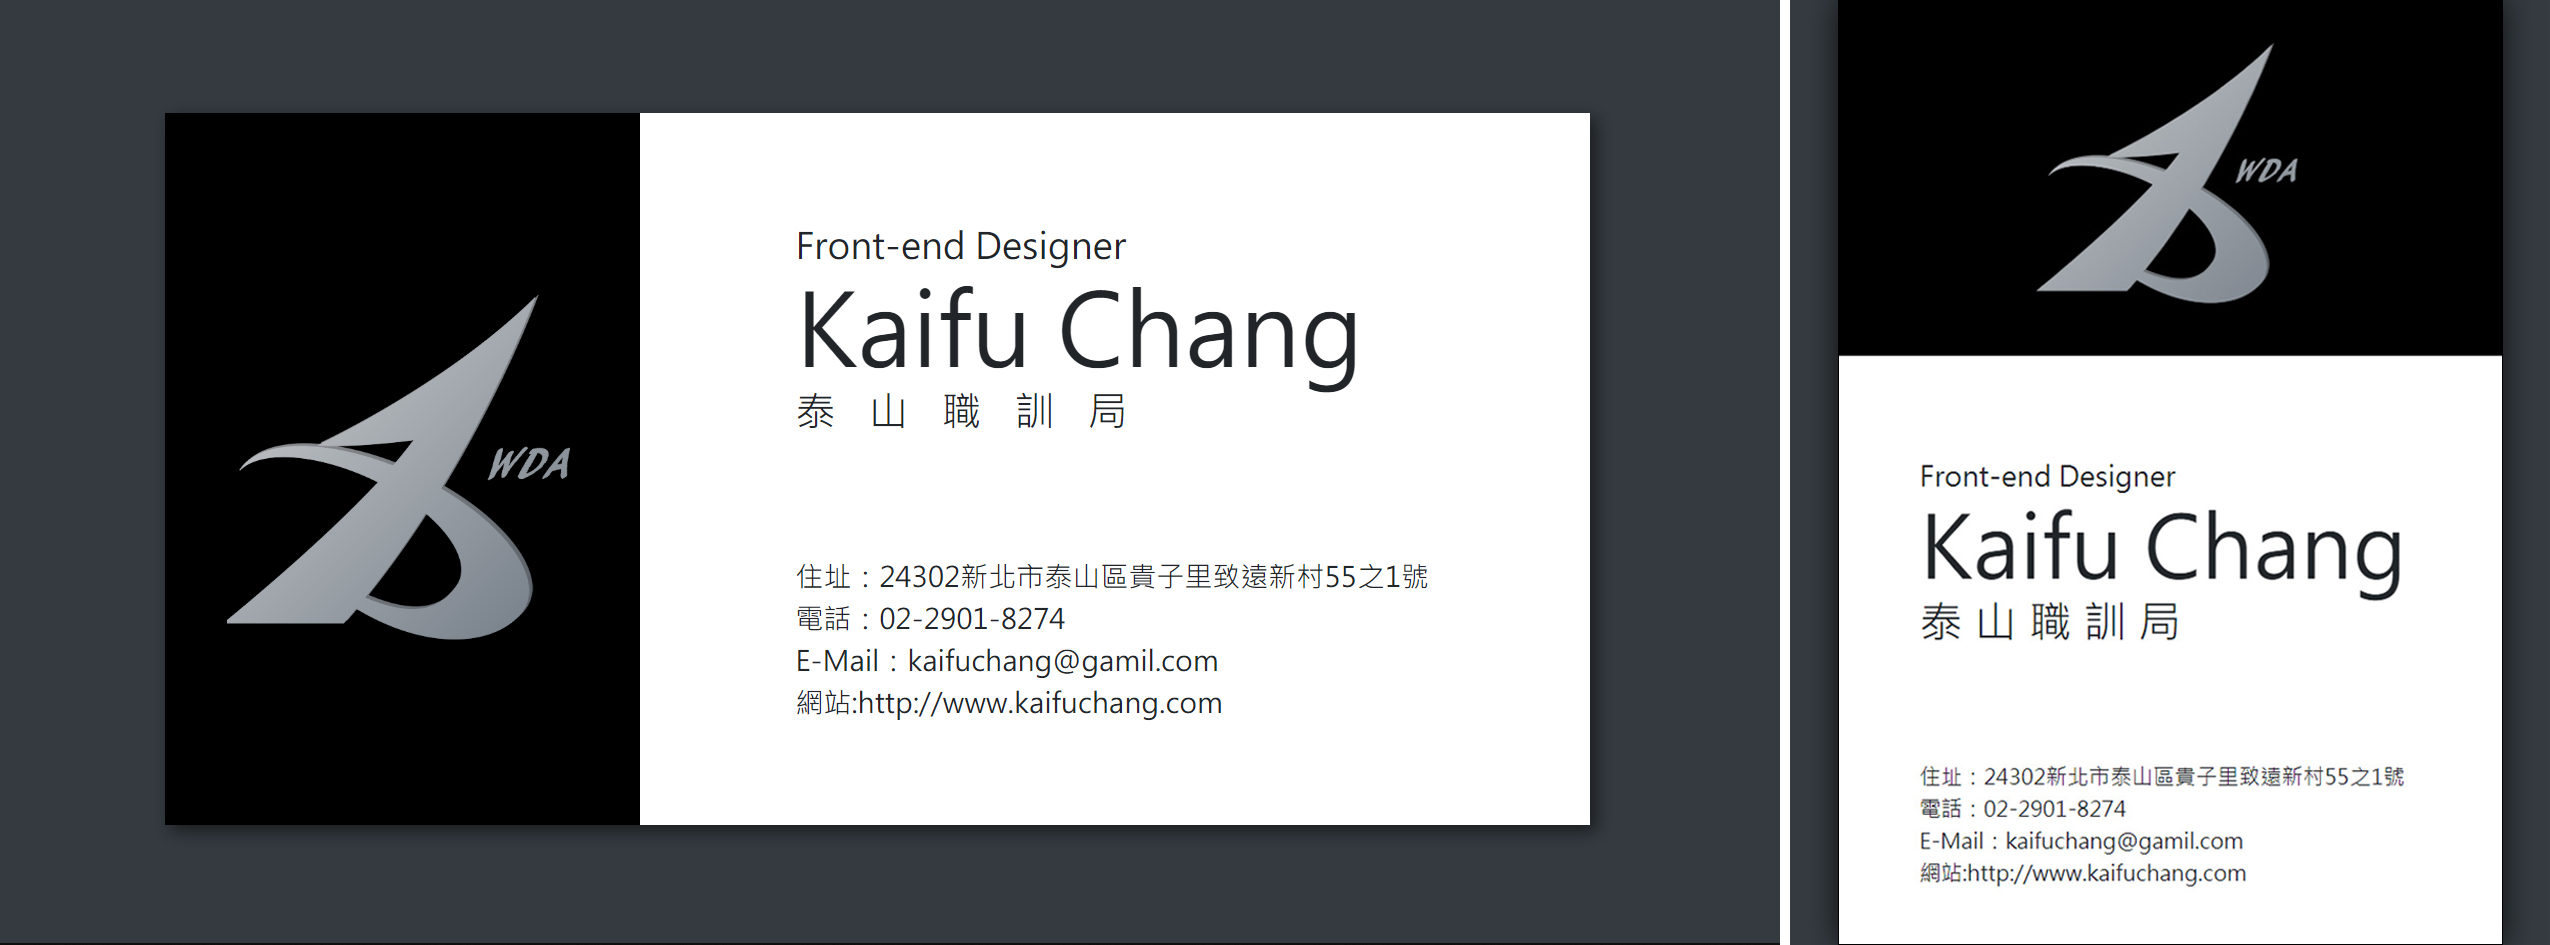 WDA
Front-end Designer
Kaifu Chang
泰山職訓局
住址：24302新北市泰山區貴子里致遠新村55之1號
電話：02-2901-8274
E-Mail：kaifuchang@gamil.com
網站:http://www.kaifuchang.com
WDA
Front-end Designer
Kaifu Chang
泰山職訓局
住址：24302新北市泰山區貴子里致遠新村55之1號
電話：02-2901-8274
E-Mail：kaifuchang@gamil.com
網站:http://www.kaifuchang.com